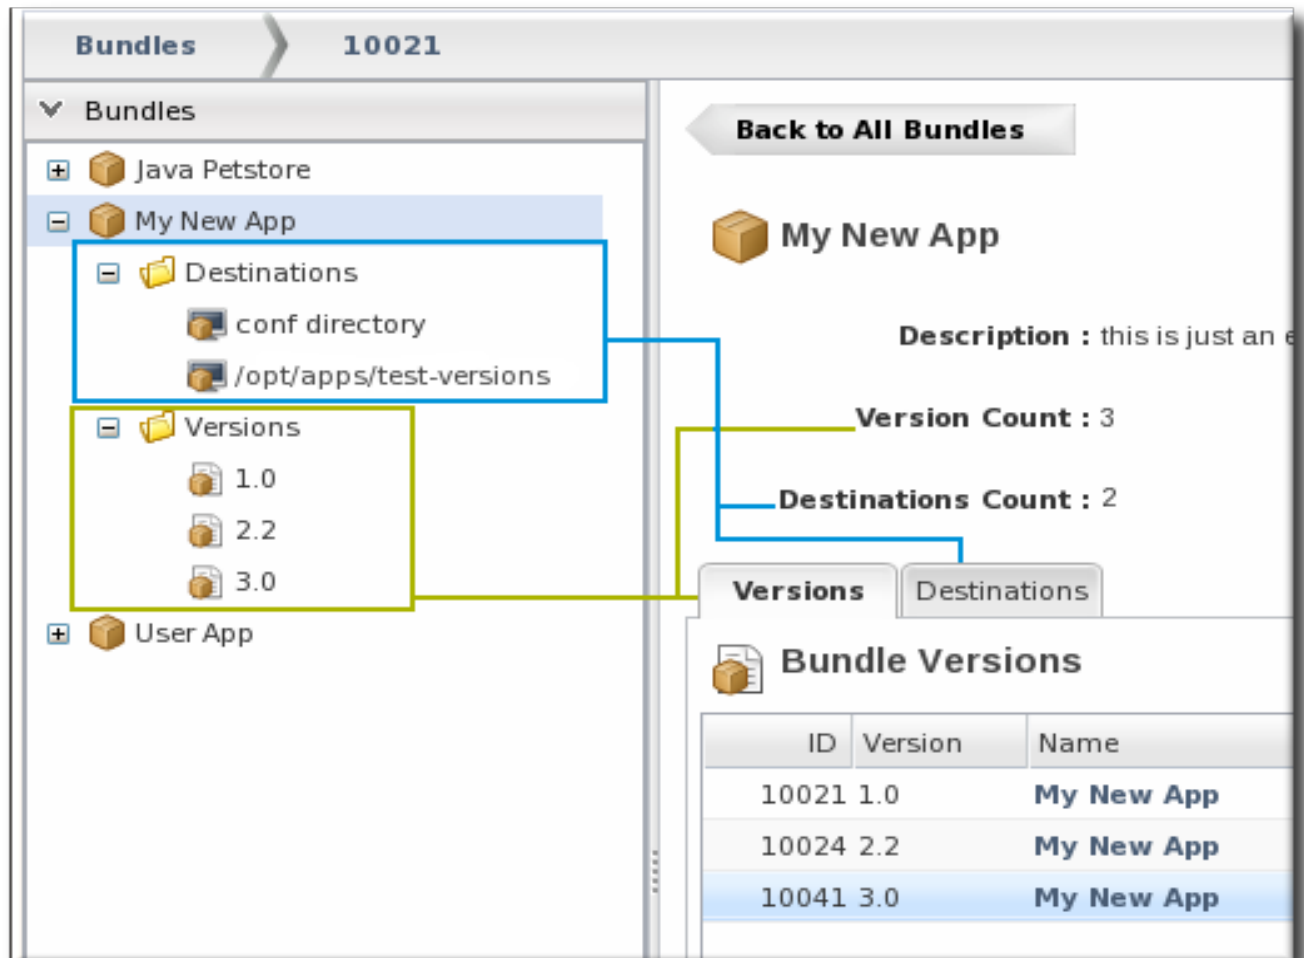 Bundles 10021
Bundles
Java Petstore
My New App
Destinations
conf directory
/opt/apps/test-versions
Versions
1.0
2.2
3.0
User App
Back to All Bundles
My New App
Description : this is just an
Version Count : 3
Destinations Count : 2
Versions Destinations
Bundle Versions
ID Version Name
10021 1.0 My New App
10024 2.2 My New App
10041 3.0 My New App